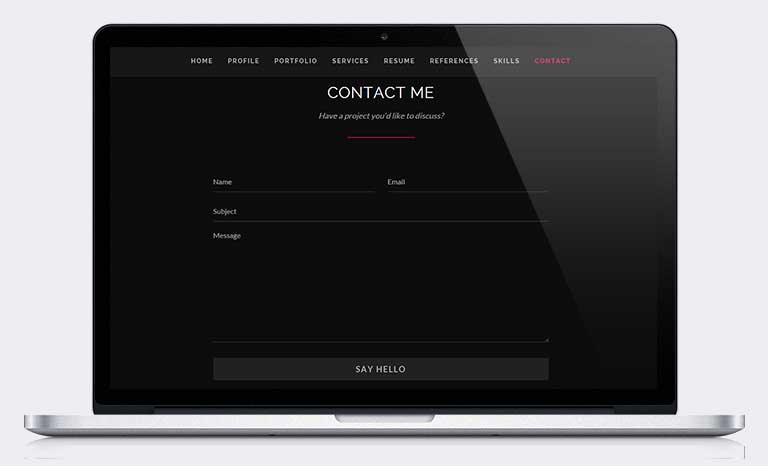 HOME PROFILE PORTFOLIO SERVICES RESUME REFERENCES SKILLS CONTACT
CONTACT ME
Have a project you'd like to discuss?
Name Email
Subject
Message
SAY HELLO